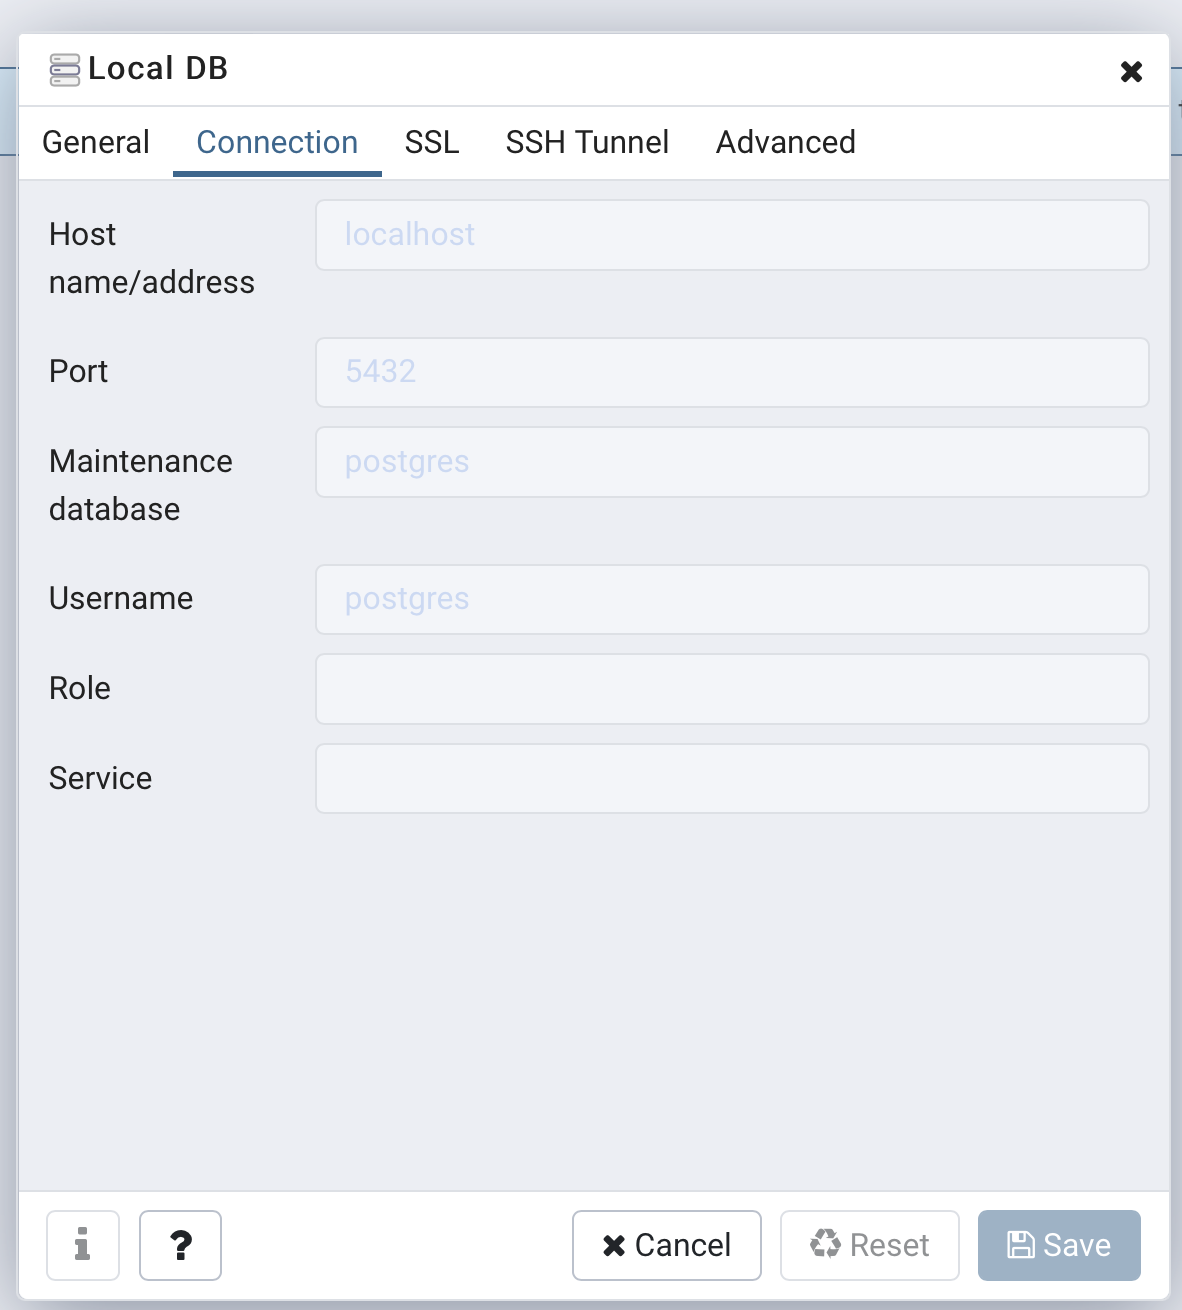 Local DB
General Connection SSL SSH Tunnel Advanced
Host name/address
localhost
Port
5432
Maintenance database
postgres
Username
postgres
Role
Service
i ? Cancel Reset Save